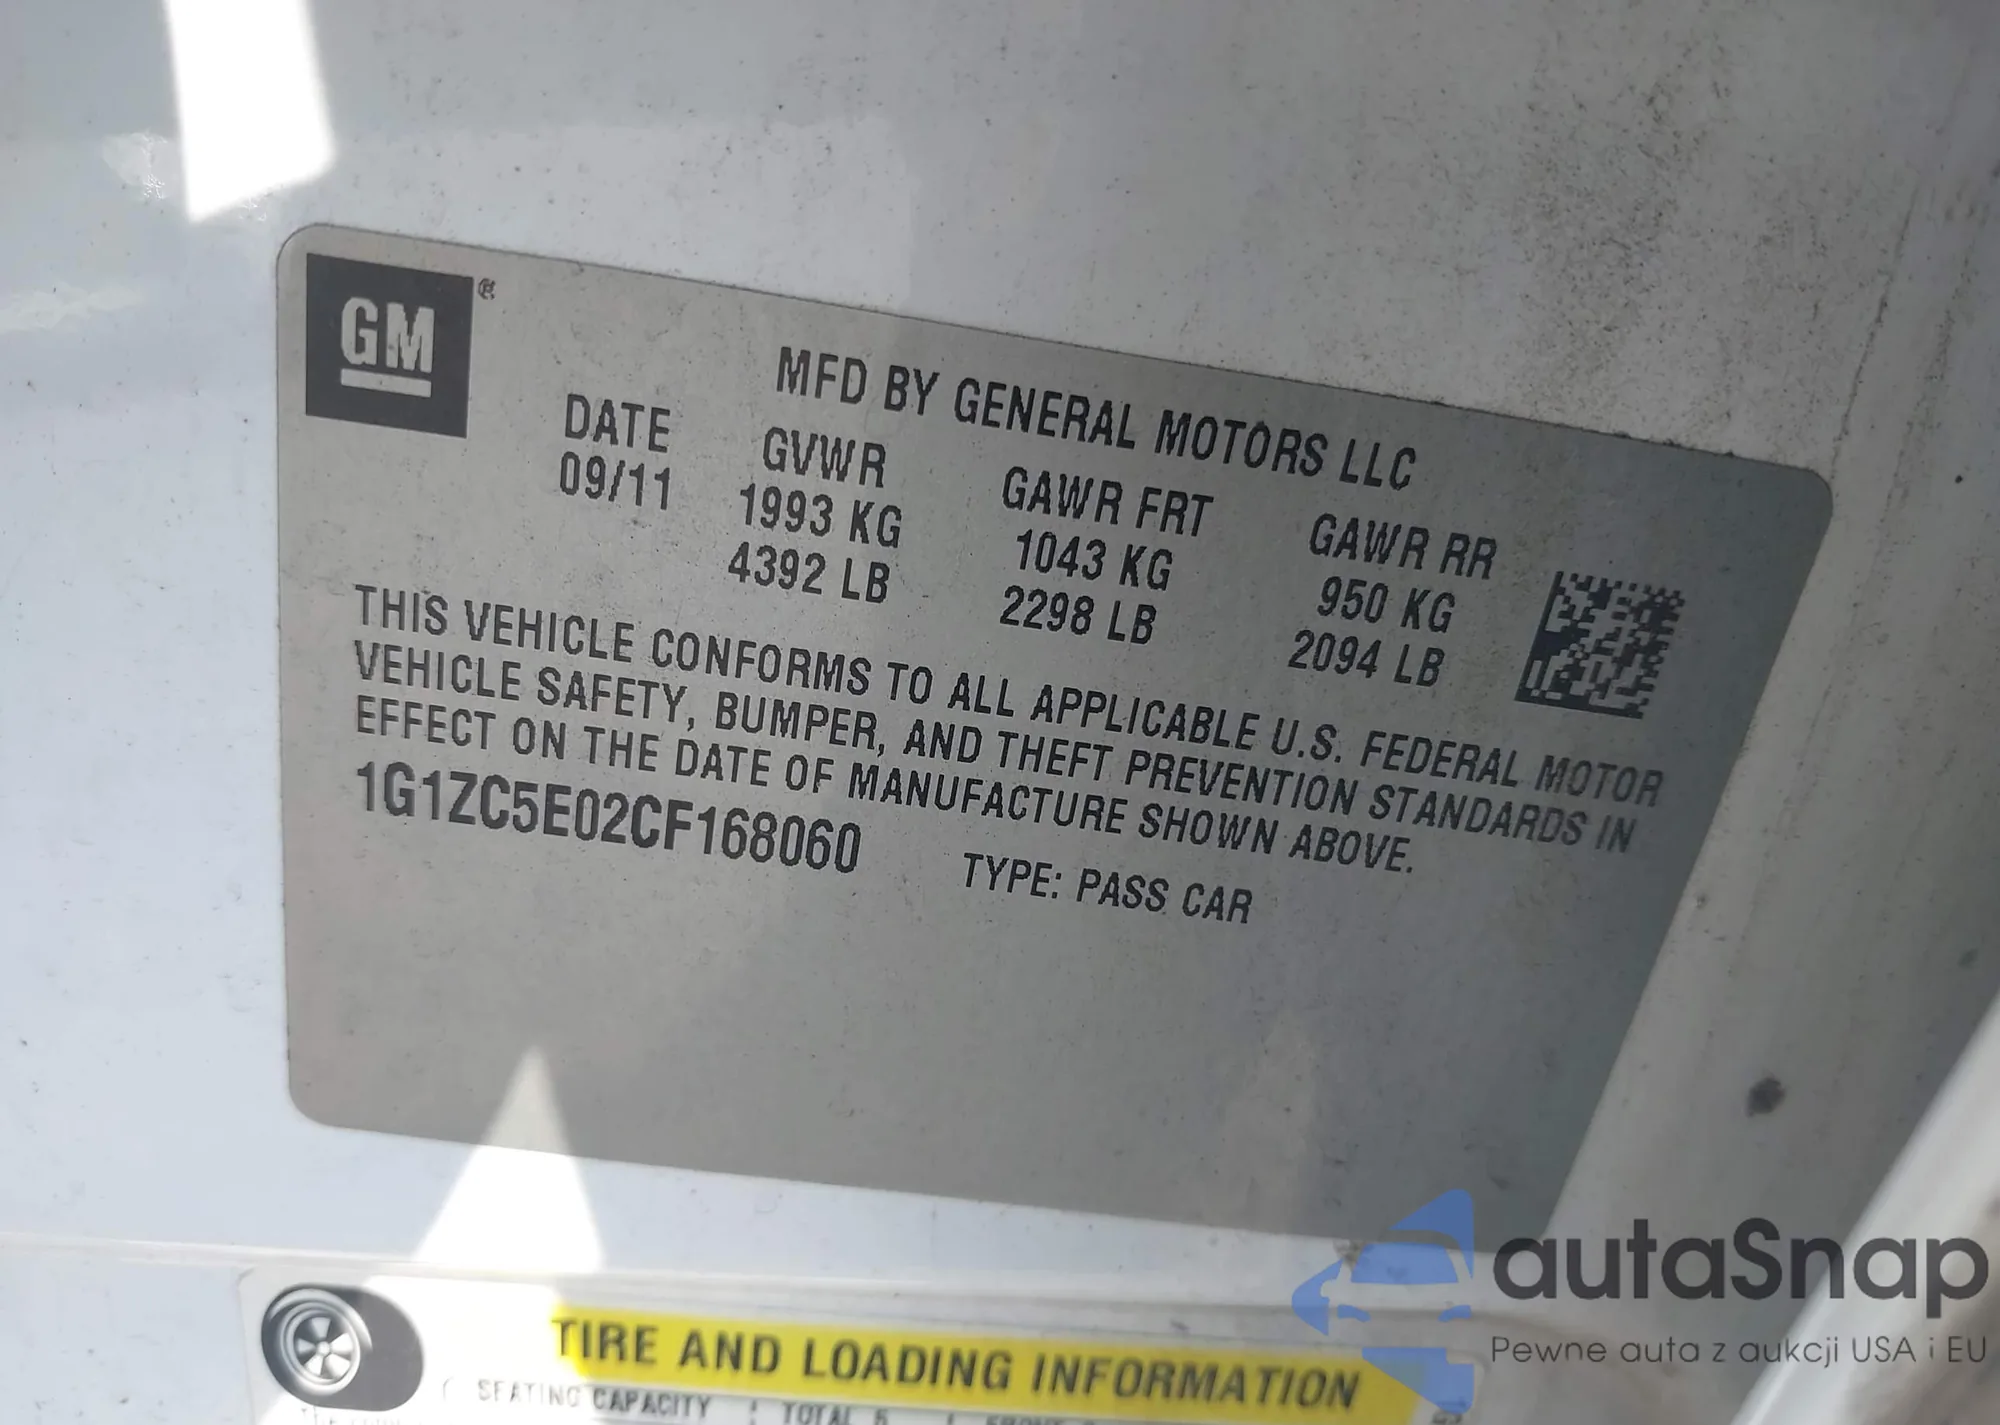 GM ®
MFD BY GENERAL MOTORS LLC
DATE GVWR GAWR FRT GAWR RR
09/11 1993 KG 1043 KG 950 KG
4392 LB 2298 LB 2094 LB
THIS VEHICLE CONFORMS TO ALL APPLICABLE U.S. FEDERAL MOTOR
VEHICLE SAFETY, BUMPER, AND THEFT PREVENTION STANDARDS IN
EFFECT ON THE DATE OF MANUFACTURE SHOWN ABOVE.
1G1ZC5E02CF168060 TYPE: PASS CAR
TIRE AND LOADING INFORMATION
SEATING CAPACITY TOTAL 5
autaSnap
Pewne auta z aukcji USA i EU